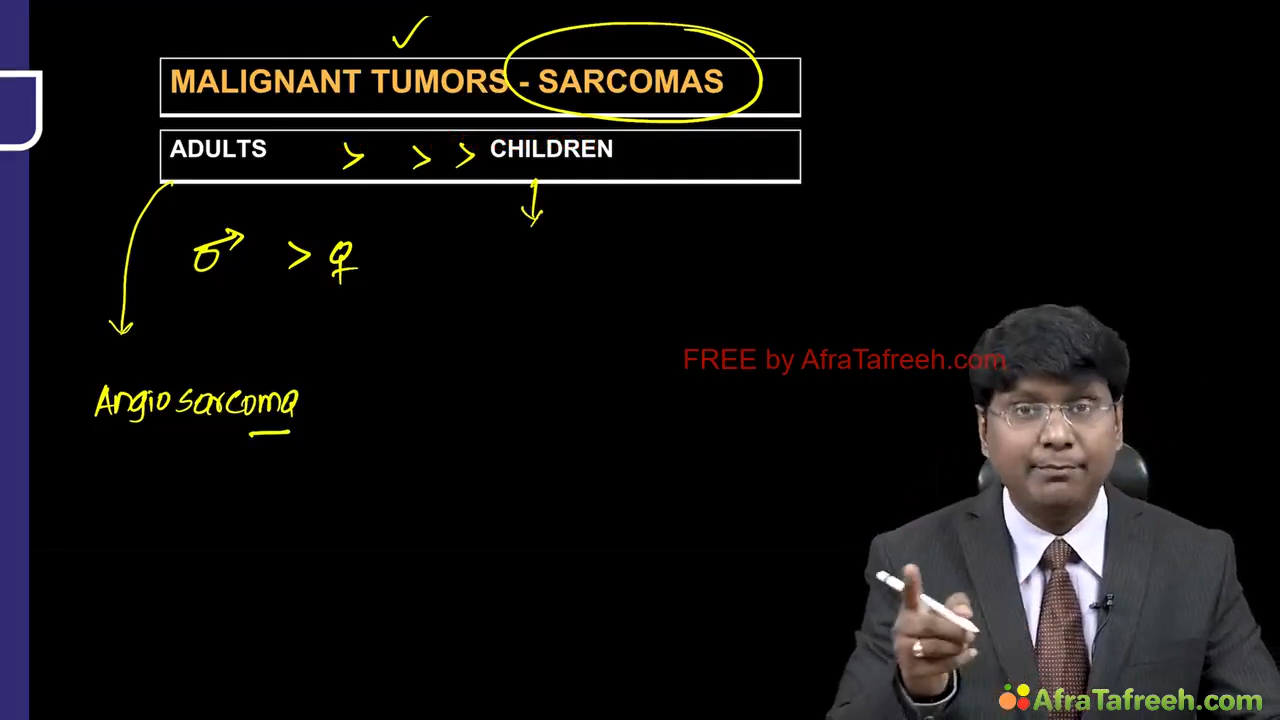 MALIGNANT TUMORS - SARCOMAS
ADULTS > > > CHILDREN
♂ > ♀
FREE by AfraTafreeh.com
Angiosarcoma
AfraTafreeh.com